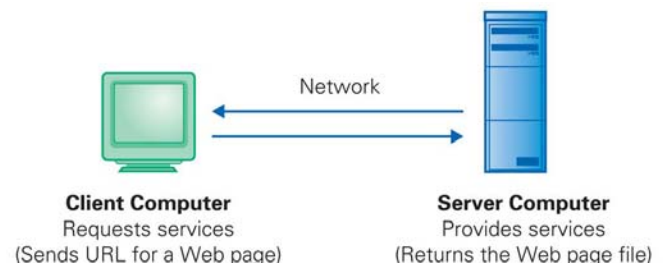 Network
Client Computer
Requests services
(Sends URL for a Web page)
Server Computer
Provides services
(Returns the Web page file)